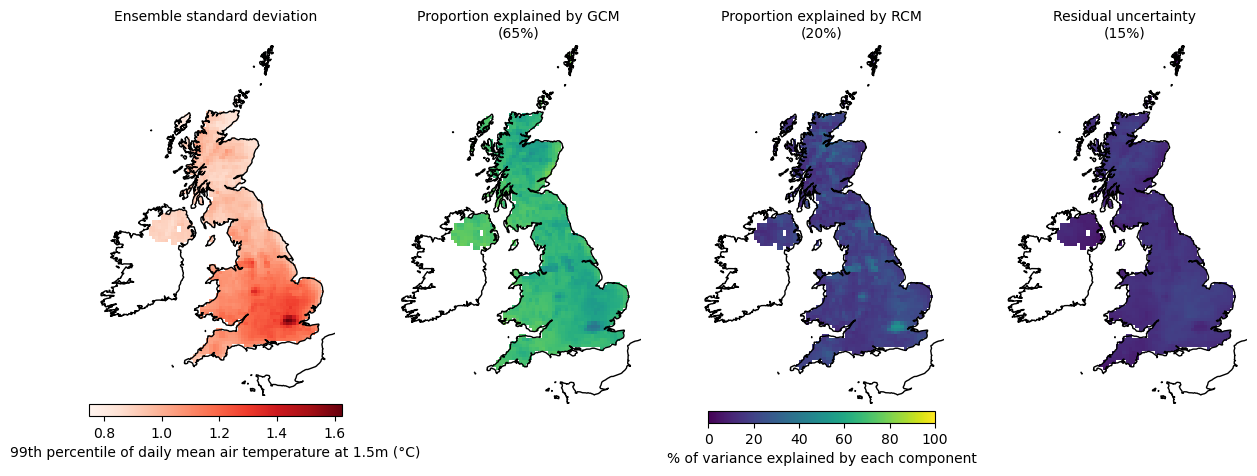 Ensemble standard deviation
Proportion explained by GCM
(65%)
Proportion explained by RCM
(20%)
Residual uncertainty
(15%)
0.8 1.0 1.2 1.4 1.6
99th percentile of daily mean air temperature at 1.5m (°C)
0 20 40 60 80 100
% of variance explained by each component